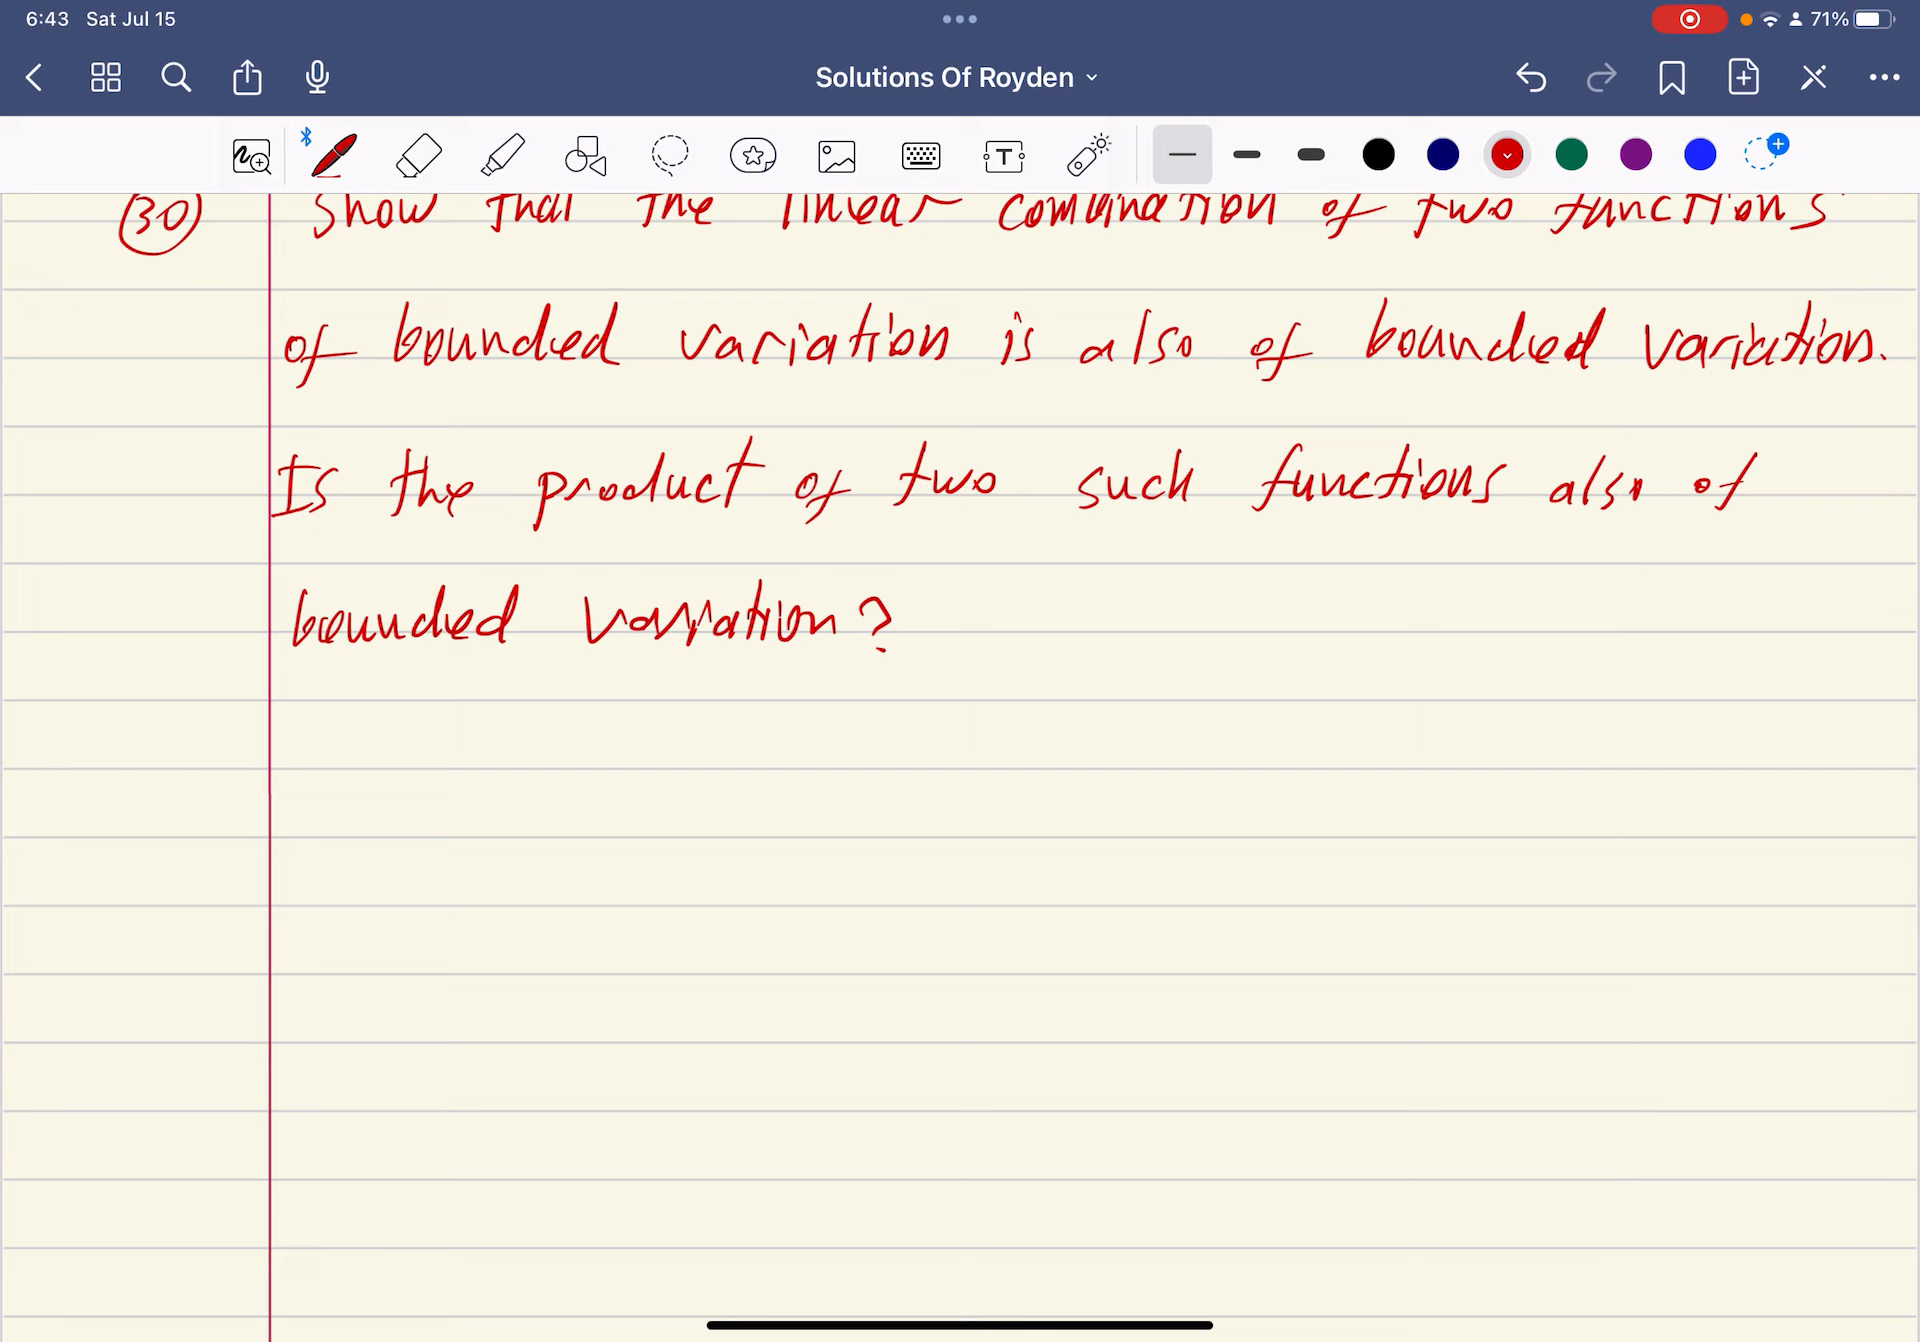 6:43 Sat Jul 15
71%
Solutions Of Royden
30 Show that the linear combination of two functions
of bounded variation is also of bounded variation.
Is the product of two such functions also of
bounded variation?